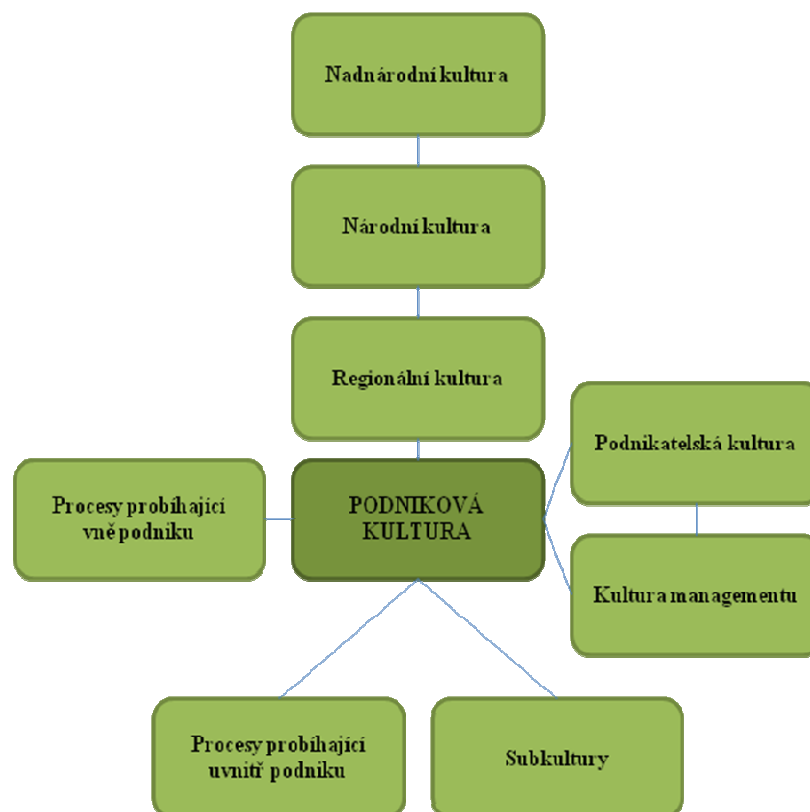 Nadnárodní kultura
Národní kultura
Regionální kultura
Podnikatelská kultura
Procesy probíhající
vně podniku
PODNIKOVÁ
KULTURA
Kultura managementu
Procesy probíhající
uvnitř podniku
Subkultury